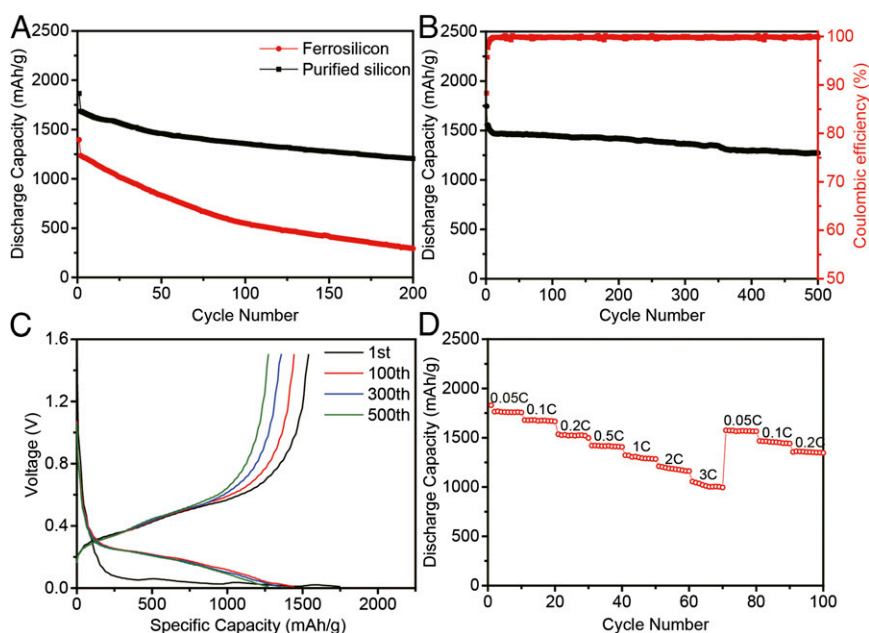 A
Discharge Capacity (mAh/g)
2500
2000
1500
1250
1000
500
0
Ferrosilicon
Purified silicon
0 50 100 150 200
Cycle Number
B
Discharge Capacity (mAh/g)
2500
2000
1500
1000
500
0
100
90
80
70
60
50
Coulombic efficiency (%)
0 100 200 300 400 500
Cycle Number
C
Voltage (V)
1.6
1.2
0.8
0.4
0.0
1st
100th
300th
500th
0 500 1000 1500 2000
Specific Capacity (mAh/g)
D
Discharge Capacity (mAh/g)
2500
2000
1500
1000
500
0
0.05C
0.1C
0.2C
0.5C
1C
2C
3C
0.05C
0.1C
0.2C
0 20 40 60 80 100
Cycle Number